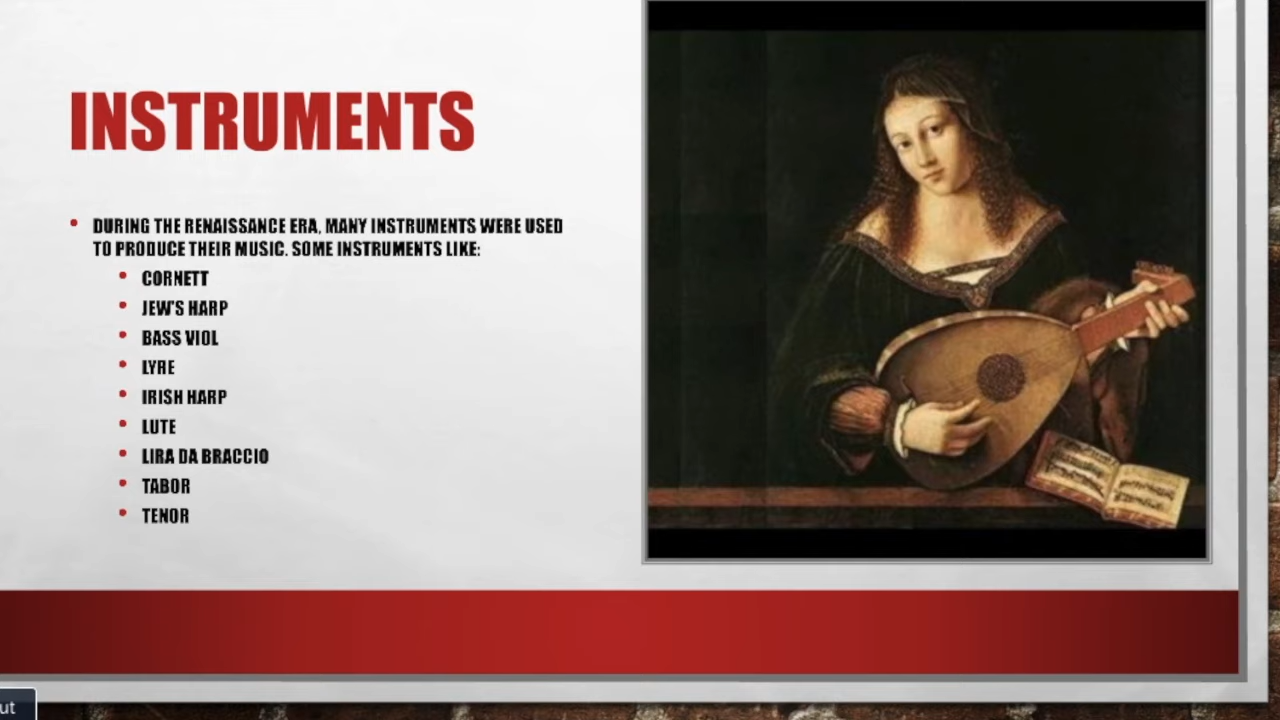 INSTRUMENTS
• DURING THE RENAISSANCE ERA, MANY INSTRUMENTS WERE USED
TO PRODUCE THEIR MUSIC. SOME INSTRUMENTS LIKE:
• CORNETT
• JEW'S HARP
• BASS VIOL
• LYRE
• IRISH HARP
• LUTE
• LIRA DA BRACCIO
• TABOR
• TENOR
ut